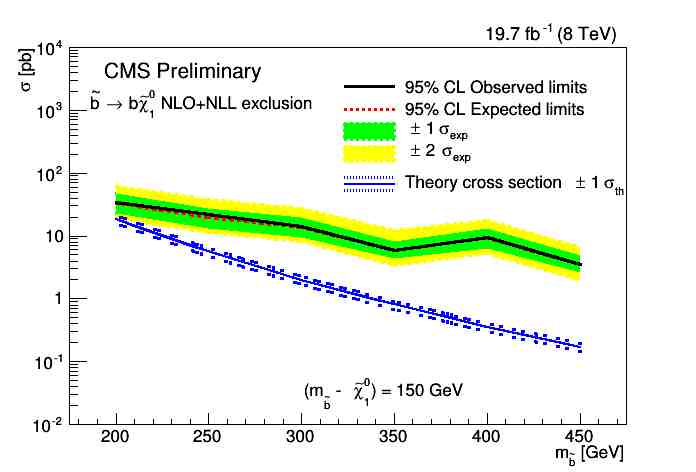 19.7 fb⁻¹ (8 TeV)
σ [pb]
CMS Preliminary
b̃ → bχ̃⁰₁ NLO+NLL exclusion
95% CL Observed limits
95% CL Expected limits
± 1 σexp
± 2 σexp
Theory cross section ± 1 σth
10⁴
10³
10²
10
1
10⁻¹
10⁻²
(m_b̃ - χ̃⁰₁) = 150 GeV
200 250 300 350 400 450
m_b̃ [GeV]